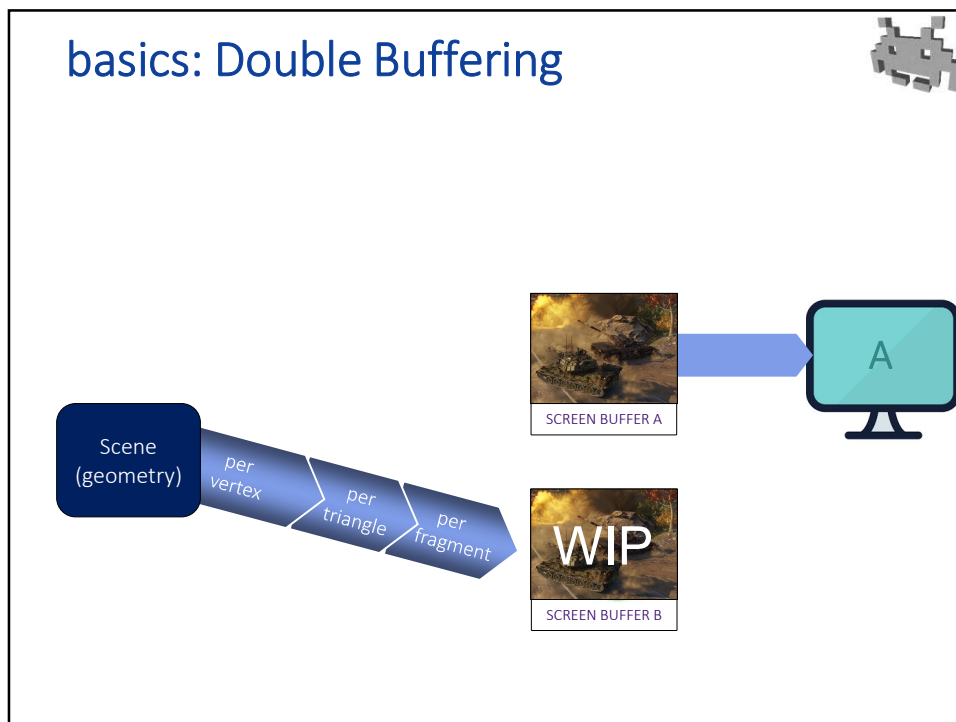 basics: Double Buffering
SCREEN BUFFER A
A
Scene
(geometry)
per
vertex
per
triangle
per
fragment
WIP
SCREEN BUFFER B